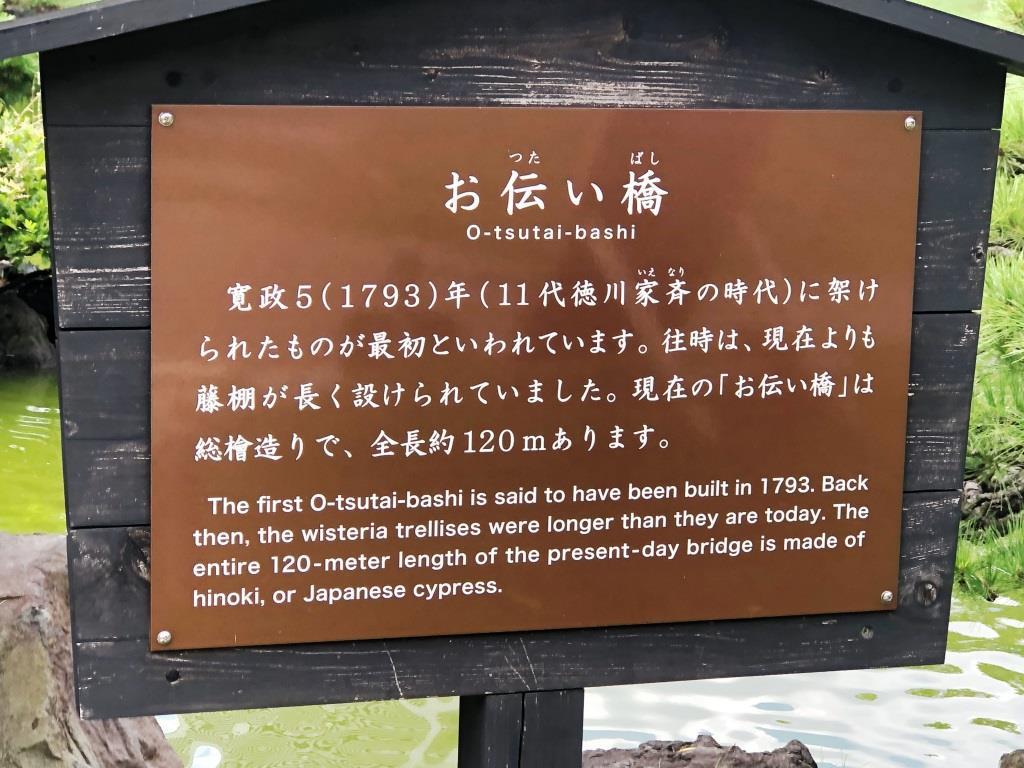 つた ばし
お伝い橋
O-tsutai-bashi
いえ なり
寛政5(1793)年(11代徳川家斉の時代)に架け
られたものが最初といわれています。往時は、現在よりも
藤棚が長く設けられていました。現在の「お伝い橋」は
総檜造りで、全長約120mあります。
The first O-tsutai-bashi is said to have been built in 1793. Back
then, the wisteria trellises were longer than they are today. The
entire 120-meter length of the present-day bridge is made of
hinoki, or Japanese cypress.